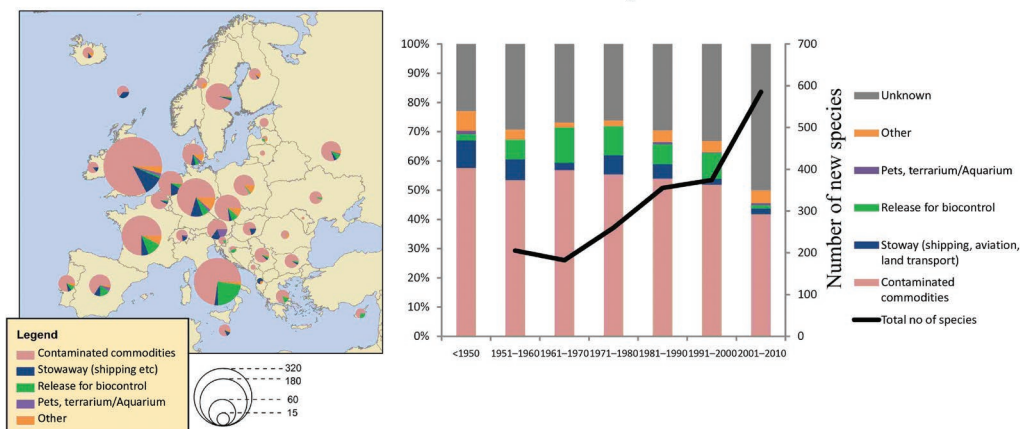 Legend
Contaminated commodities
Stowaway (shipping etc)
Release for biocontrol
Pets, terrarium/Aquarium
Other
320
180
60
15
100%
90%
80%
70%
60%
50%
40%
30%
20%
10%
0%
<1950
1951–1960
1961–1970
1971–1980
1981–1990
1991–2000
2001–2010
700
600
500
400
300
200
100
0
Number of new species
Unknown
Other
Pets, terrarium/Aquarium
Release for biocontrol
Stoway (shipping, aviation,
land transport)
Contaminated
commodities
Total no of species